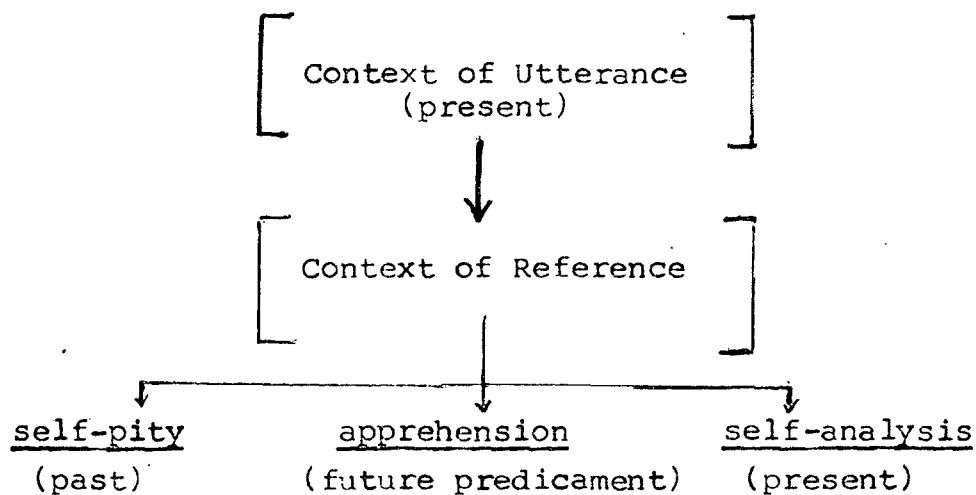 Context of Utterance
(present)
Context of Reference
self-pity apprehension self-analysis
(past) (future predicament) (present)